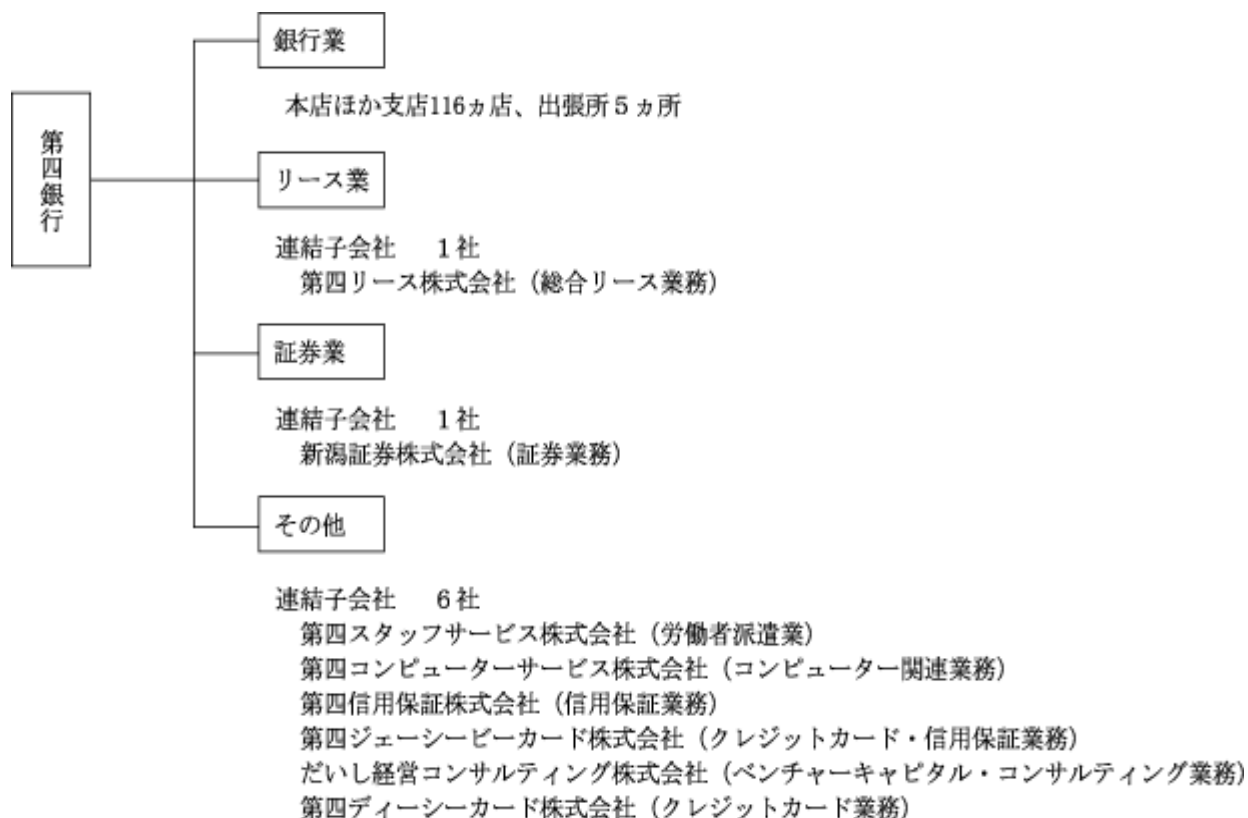 第四銀行
銀行業
本店ほか支店116ヵ店、出張所５ヵ所
リース業
連結子会社　１社
第四リース株式会社（総合リース業務）
証券業
連結子会社　１社
新潟証券株式会社（証券業務）
その他
連結子会社　６社
第四スタッフサービス株式会社（労働者派遣業）
第四コンピューターサービス株式会社（コンピューター関連業務）
第四信用保証株式会社（信用保証業務）
第四ジェーシービーカード株式会社（クレジットカード・信用保証業務）
だいし経営コンサルティング株式会社（ベンチャーキャピタル・コンサルティング業務）
第四ディーシーカード株式会社（クレジットカード業務）